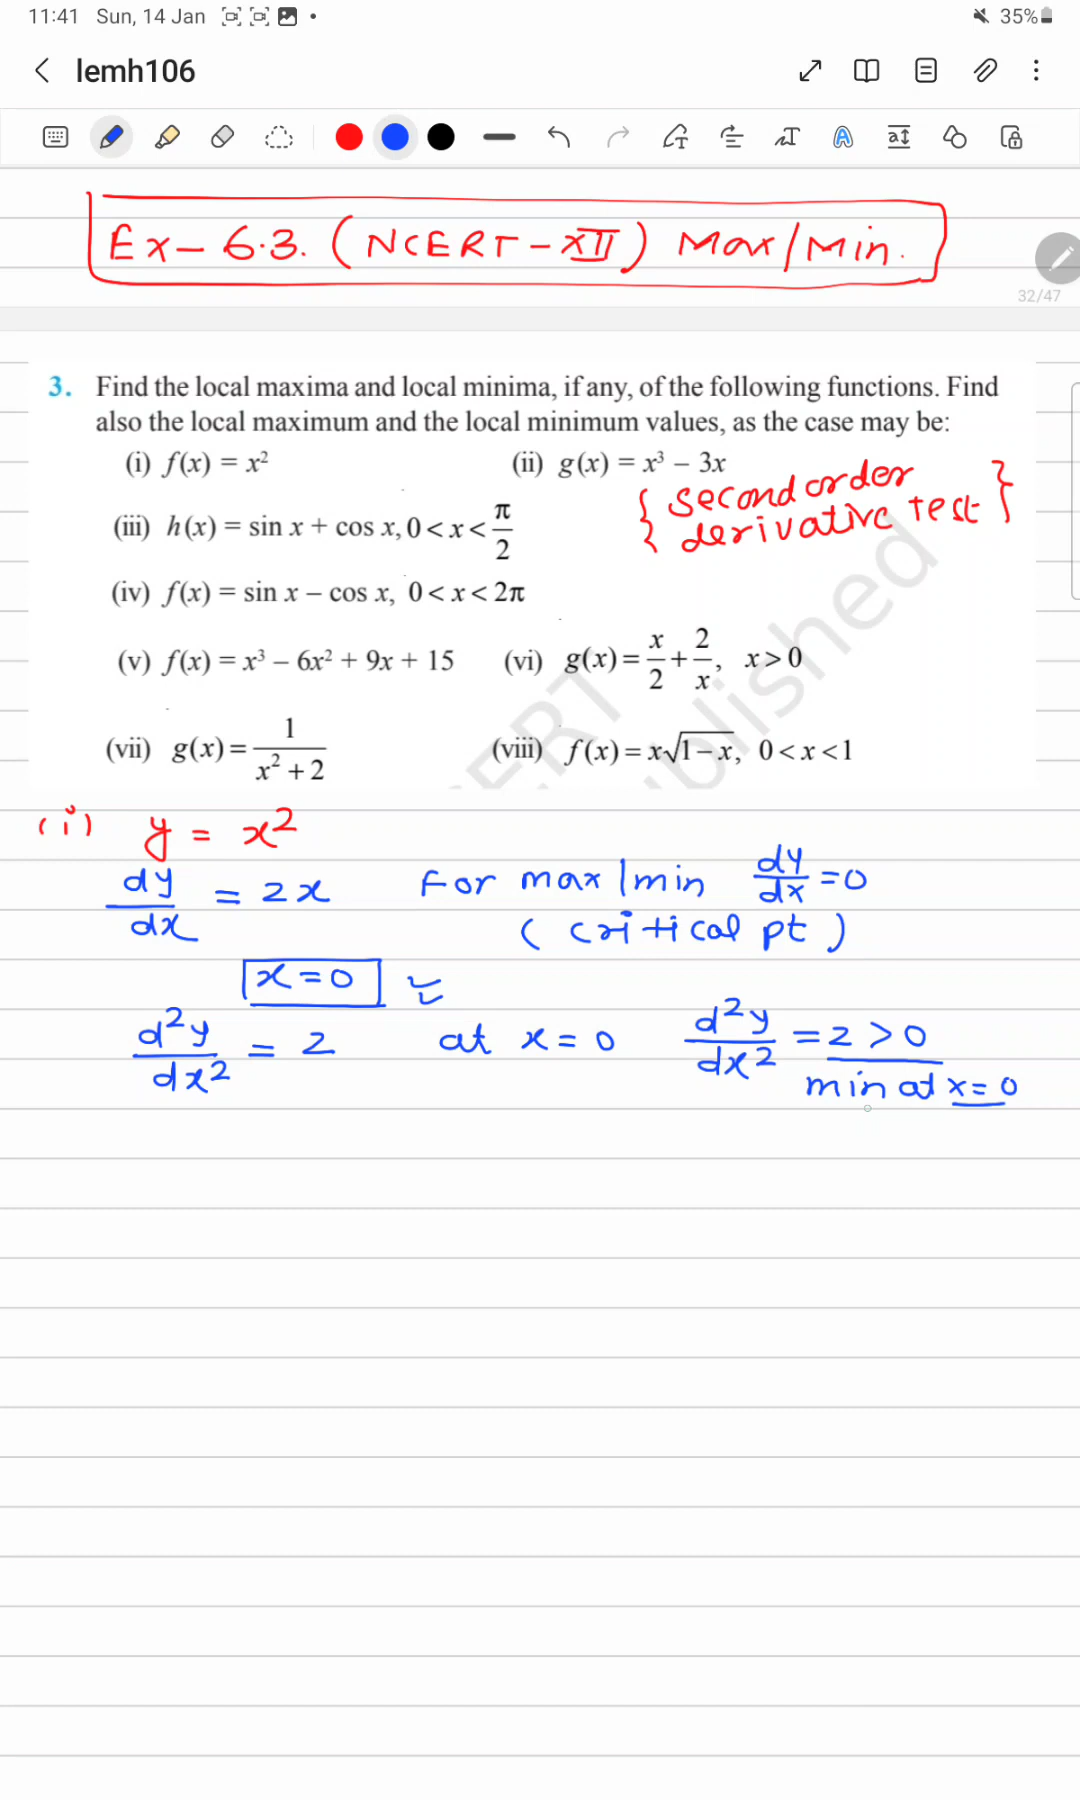 11:41 Sun, 14 Jan 35%
lemh106
Ex-6.3. (NCERT-XII) Max/Min.
32/47
3. Find the local maxima and local minima, if any, of the following functions. Find
also the local maximum and the local minimum values, as the case may be:
(i) f(x) = x² (ii) g(x) = x³ – 3x
{ second order
derivative test }
(iii) h(x) = sin x + cos x, 0 < x < π/2
(iv) f(x) = sin x – cos x, 0 < x < 2π
(v) f(x) = x³ – 6x² + 9x + 15 (vi) g(x) = x/2 + 2/x, x > 0
(vii) g(x) = 1/(x² + 2) (viii) f(x) = x√(1–x), 0 < x < 1
(i) y = x²
dy/dx = 2x For max/min dy/dx = 0
(critical pt)
x = 0
d²y/dx² = 2 at x = 0 d²y/dx² = 2 > 0
min at x = 0